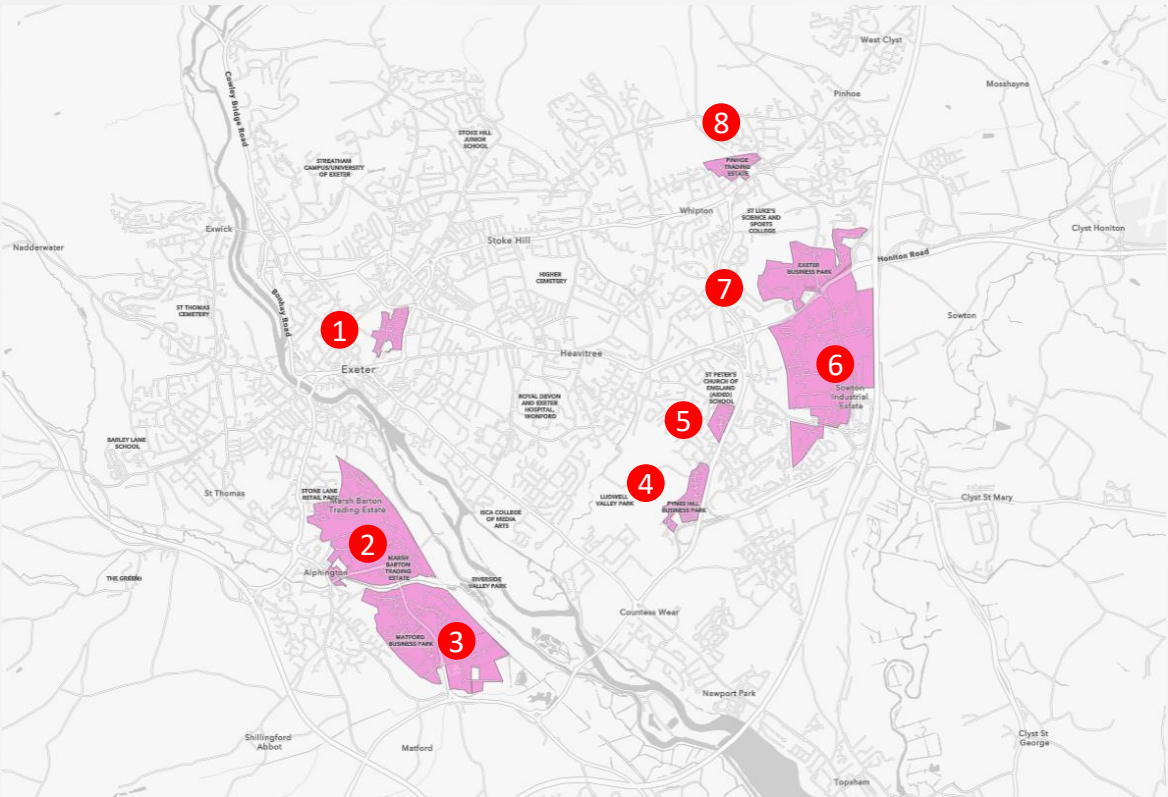 West Clyst
Mosshayne
Pinhoe
Cowley Bridge Road
8
STOKE HILL
JUNIOR
SCHOOL
STREATHAM
CAMPUS/UNIVERSITY
OF EXETER
PINHOE
TRADING
ESTATE
Whipton
ST LUKE'S
SCIENCE AND
SPORTS
COLLEGE
Exwick
Clyst Honiton
Nadderwater
Stoke Hill
Honiton Road
EXETER
BUSINESS PARK
HIGHER
CEMETERY
7
Bonhay Road
ST THOMAS
CEMETERY
Sowton
1
Heavitree
6
Exeter
ST PETER'S
CHURCH OF
ENGLAND
(AIDED)
SCHOOL
Sowton
Industrial
Estate
ROYAL DEVON
AND EXETER
HOSPITAL,
WONFORD
5
BARLEY LANE
SCHOOL
4
St Thomas
STONE LANE
RETAIL PARK
Marsh Barton
Trading Estate
LUDWELL
VALLEY PARK
PYNES HILL
BUSINESS PARK
Clyst St Mary
ISCA COLLEGE
OF MEDIA
ARTS
2
MARSH
BARTON
TRADING
ESTATE
Alphington
THE GREEN
RIVERSIDE
VALLEY PARK
Countess Wear
MATFORD
BUSINESS PARK
3
Newport Park
Shillingford
Abbot
Matford
Clyst St
George
Topsham